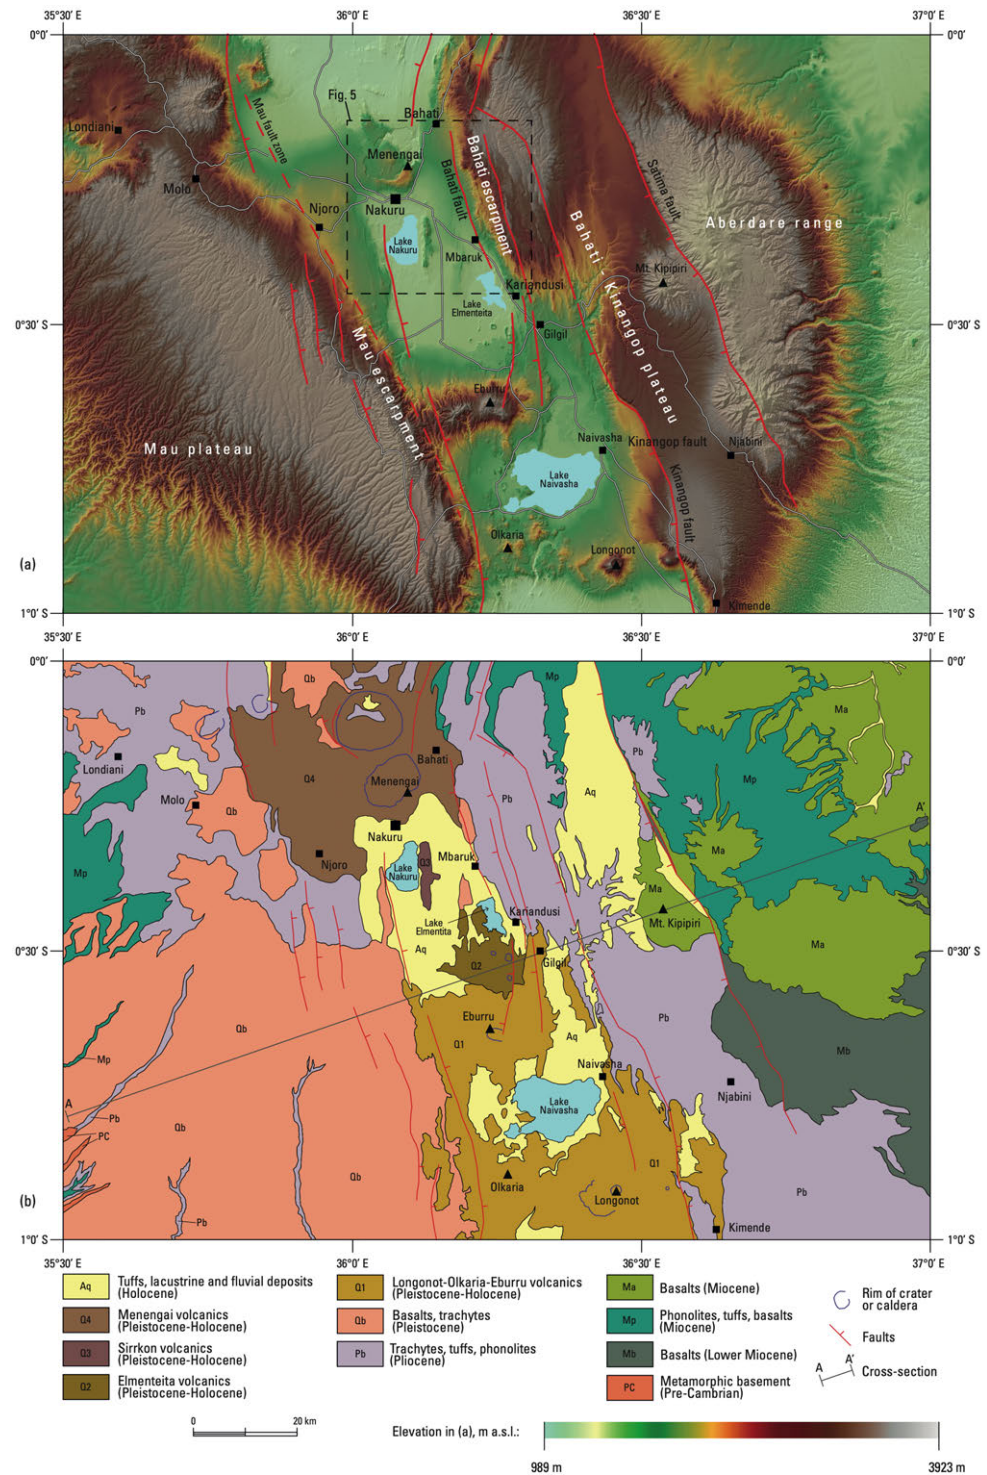 35°30' E
36°0' E
36°30' E
37°0' E
0°0'
0°0'
Fig. 5
Bahati
Londiani
Mau fault zone
Menengai
Molo
Njoro
Nakuru
Bahati fault
Bahati escarpment
Satima fault
Aberdare range
Lake
Nakuru
Mbaruk
Bahati - Kinangop plateau
Mt. Kipipiri
Kariandusi
Lake
Elmenteita
0°30' S
0°30' S
Gilgil
Mau escarpment
Eburru
Mau plateau
Naivasha
Kinangop fault
Njabini
Lake
Naivasha
Kinangop fault
Olkaria
Longonot
(a)
Kimende
1°0' S
1°0' S
35°30' E
36°0' E
36°30' E
37°0' E
0°0'
0°0'
Qb
Mp
Pb
Ma
Bahati
Pb
Londiani
Q4
Menengai
Mp
Molo
Qb
Pb
Aq
A'
Nakuru
Ma
Njoro
Lake
Nakuru
Q3
Mbaruk
Mp
Ma
Mt. Kipipiri
Lake
Elmentita
Kariandusi
Ma
Aq
0°30' S
0°30' S
Q2
Gilgil
Eburru
Qb
Q1
Aq
Pb
Mp
Mb
Naivasha
Njabini
A
Pb
Lake
Naivasha
PC
Qb
Qb
Olkaria
Q1
Longonot
Pb
(b)
Pb
Kimende
1°0' S
1°0' S
35°30' E
36°0' E
36°30' E
37°0' E
Aq
Tuffs, lacustrine and fluvial deposits
(Holocene)
Q4
Menengai volcanics
(Pleistocene-Holocene)
Q3
Sirrkon volcanics
(Pleistocene-Holocene)
Q2
Elmenteita volcanics
(Pleistocene-Holocene)
Q1
Longonot-Olkaria-Eburru volcanics
(Pleistocene-Holocene)
Qb
Basalts, trachytes
(Pleistocene)
Pb
Trachytes, tuffs, phonolites
(Pliocene)
Ma
Basalts (Miocene)
Mp
Phonolites, tuffs, basalts
(Miocene)
Mb
Basalts (Lower Miocene)
PC
Metamorphic basement
(Pre-Cambrian)
Rim of crater
or caldera
Faults
A
A'
Cross-section
0
20 km
Elevation in (a), m a.s.l.:
989 m
3923 m